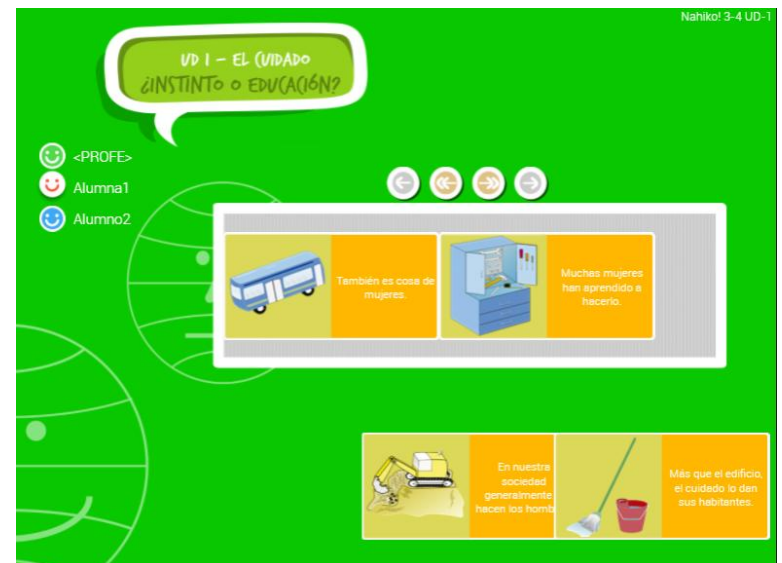 Nahiko! 3-4 UD-1
UD 1 – EL CUIDADO
¿INSTINTO O EDUCACIÓN?
<PROFE>
Alumna1
Alumno2
También es cosa de
mujeres.
Muchas mujeres
han aprendido a
hacerlo.
En nuestra
sociedad
generalmente
hacen los homb
Más que el edificio,
el cuidado lo dan
sus habitantes.